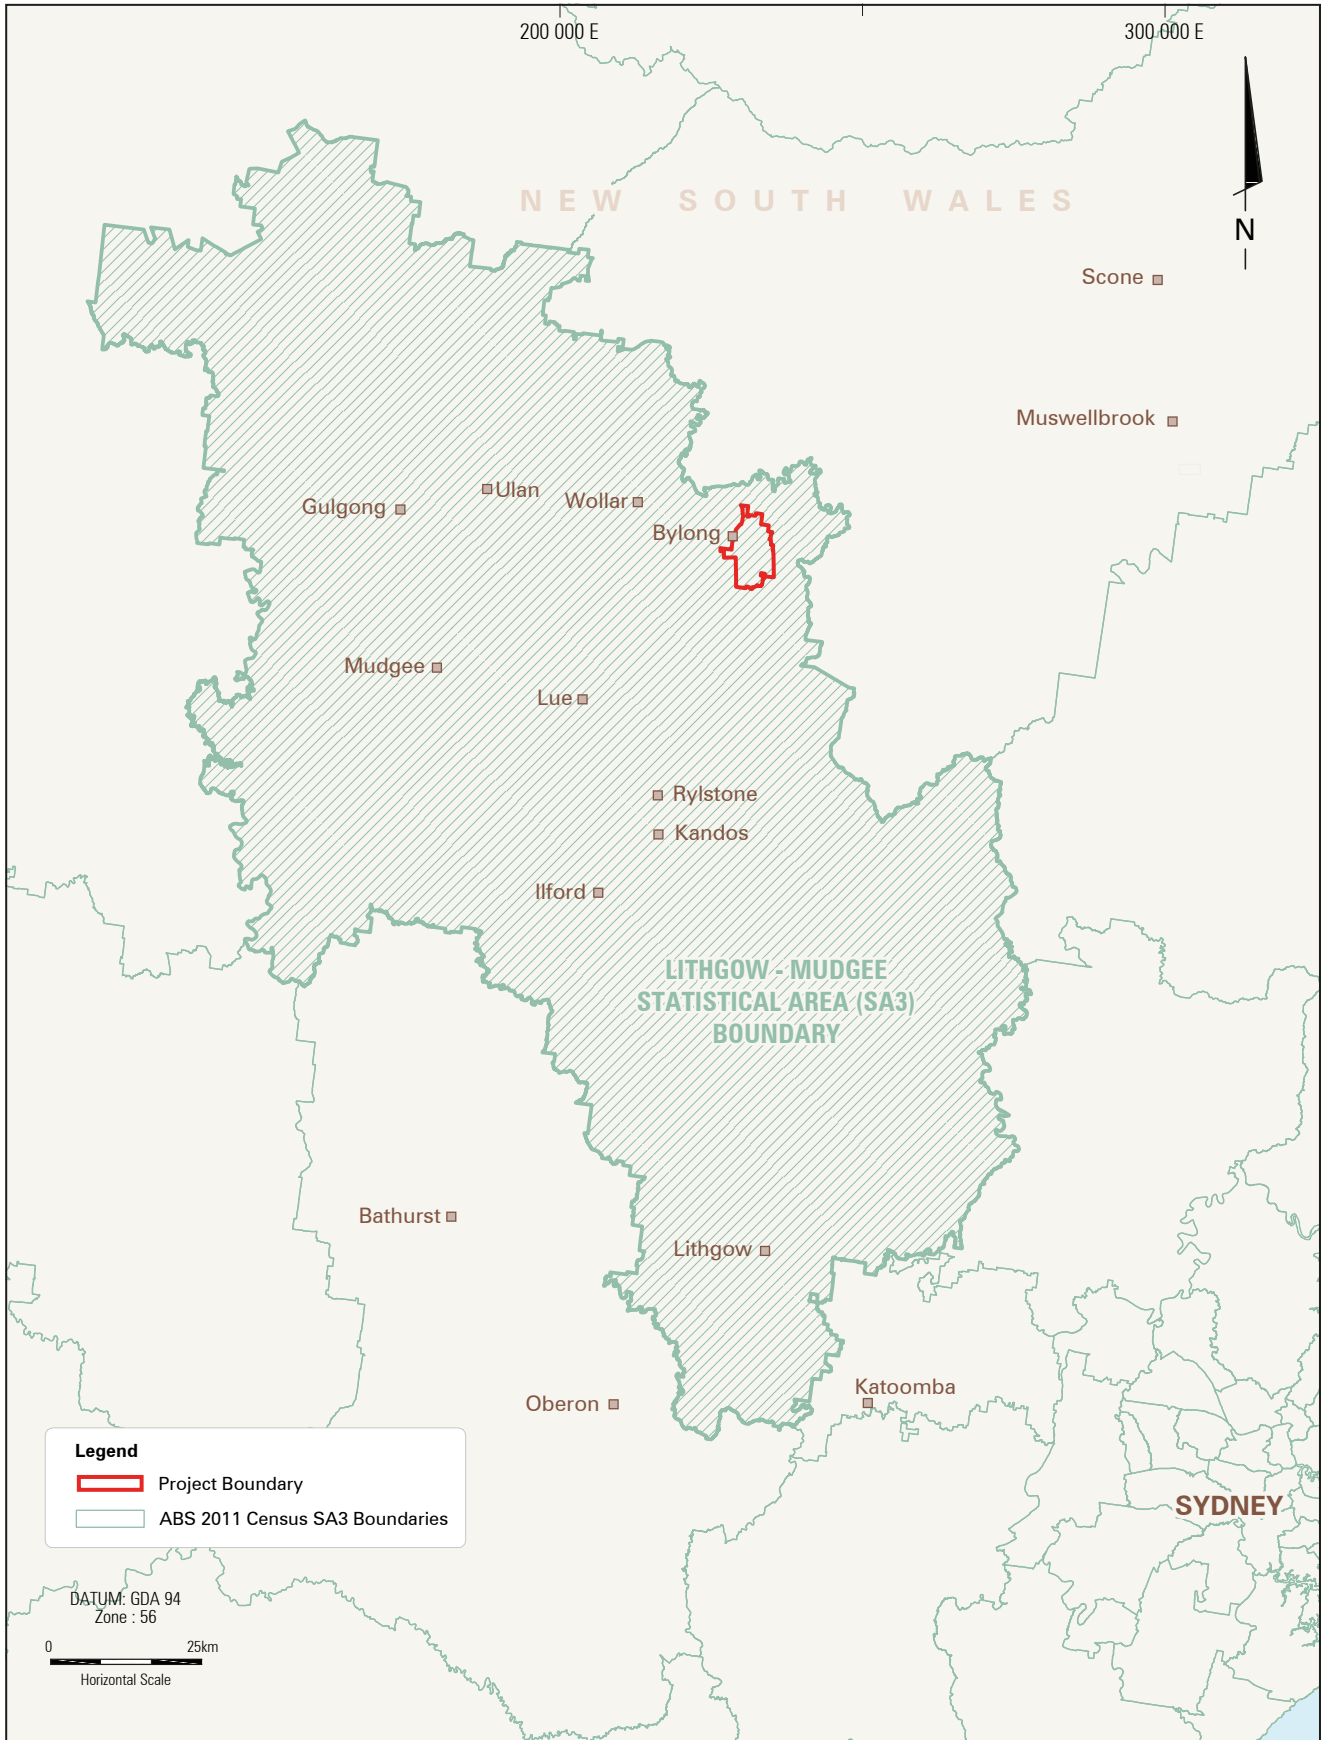 200 000 E
300 000 E
N
NEW SOUTH WALES
Scone
Muswellbrook
Ulan
Wollar
Gulgong
Bylong
Mudgee
Lue
Rylstone
Kandos
Ilford
LITHGOW - MUDGEE
STATISTICAL AREA (SA3)
BOUNDARY
Bathurst
Lithgow
Katoomba
Oberon
SYDNEY
Legend
Project Boundary
ABS 2011 Census SA3 Boundaries
DATUM: GDA 94
Zone : 56
0 25km
Horizontal Scale